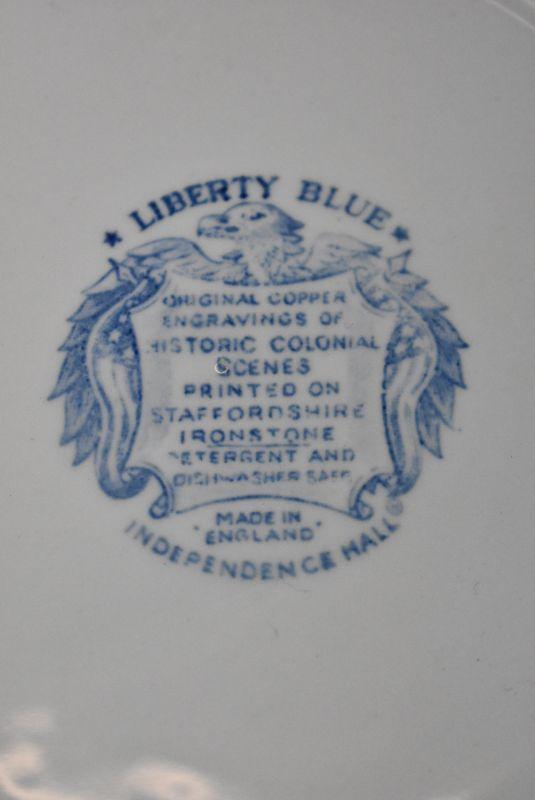 ★ LIBERTY BLUE ★
ORIGINAL COPPER
ENGRAVINGS OF
HISTORIC COLONIAL
SCENES
PRINTED ON
STAFFORDSHIRE
IRONSTONE
DETERGENT AND
DISHWASHER SAFE
MADE IN
"ENGLAND"
INDEPENDENCE HALL